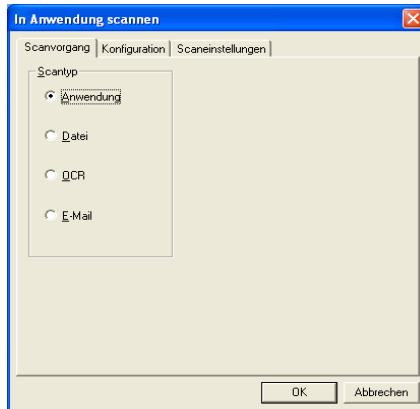 In Anwendung scannen
Scanvorgang Konfiguration Scaneinstellungen
Scantyp
Anwendung
Datei
OCR
E-Mail
OK Abbrechen